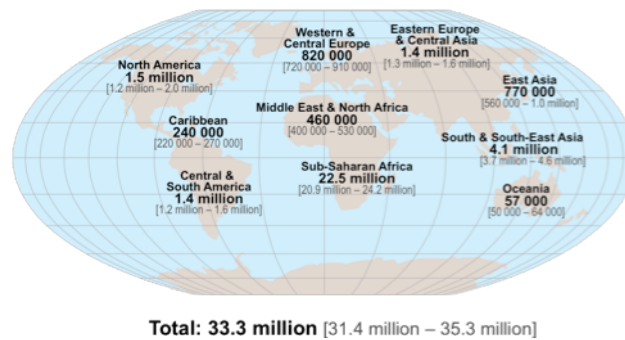 North America
1.5 million
[1.2 million – 2.0 million]
Caribbean
240 000
[220 000 – 270 000]
Central &
South America
1.4 million
[1.2 million – 1.6 million]
Western &
Central Europe
820 000
[720 000 – 910 000]
Middle East & North Africa
460 000
[400 000 – 530 000]
Sub-Saharan Africa
22.5 million
[20.9 million – 24.2 million]
Eastern Europe
& Central Asia
1.4 million
[1.3 million – 1.6 million]
East Asia
770 000
[560 000 – 1.0 million]
South & South-East Asia
4.1 million
[3.7 million – 4.6 million]
Oceania
57 000
[50 000 – 64 000]
Total: 33.3 million [31.4 million – 35.3 million]